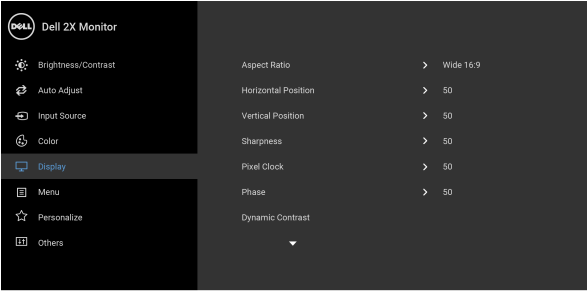 DELL Dell 2X Monitor
Brightness/Contrast
Auto Adjust
Input Source
Color
Display
Menu
Personalize
Others
Aspect Ratio Wide 16:9
Horizontal Position 50
Vertical Position 50
Sharpness 50
Pixel Clock 50
Phase 50
Dynamic Contrast